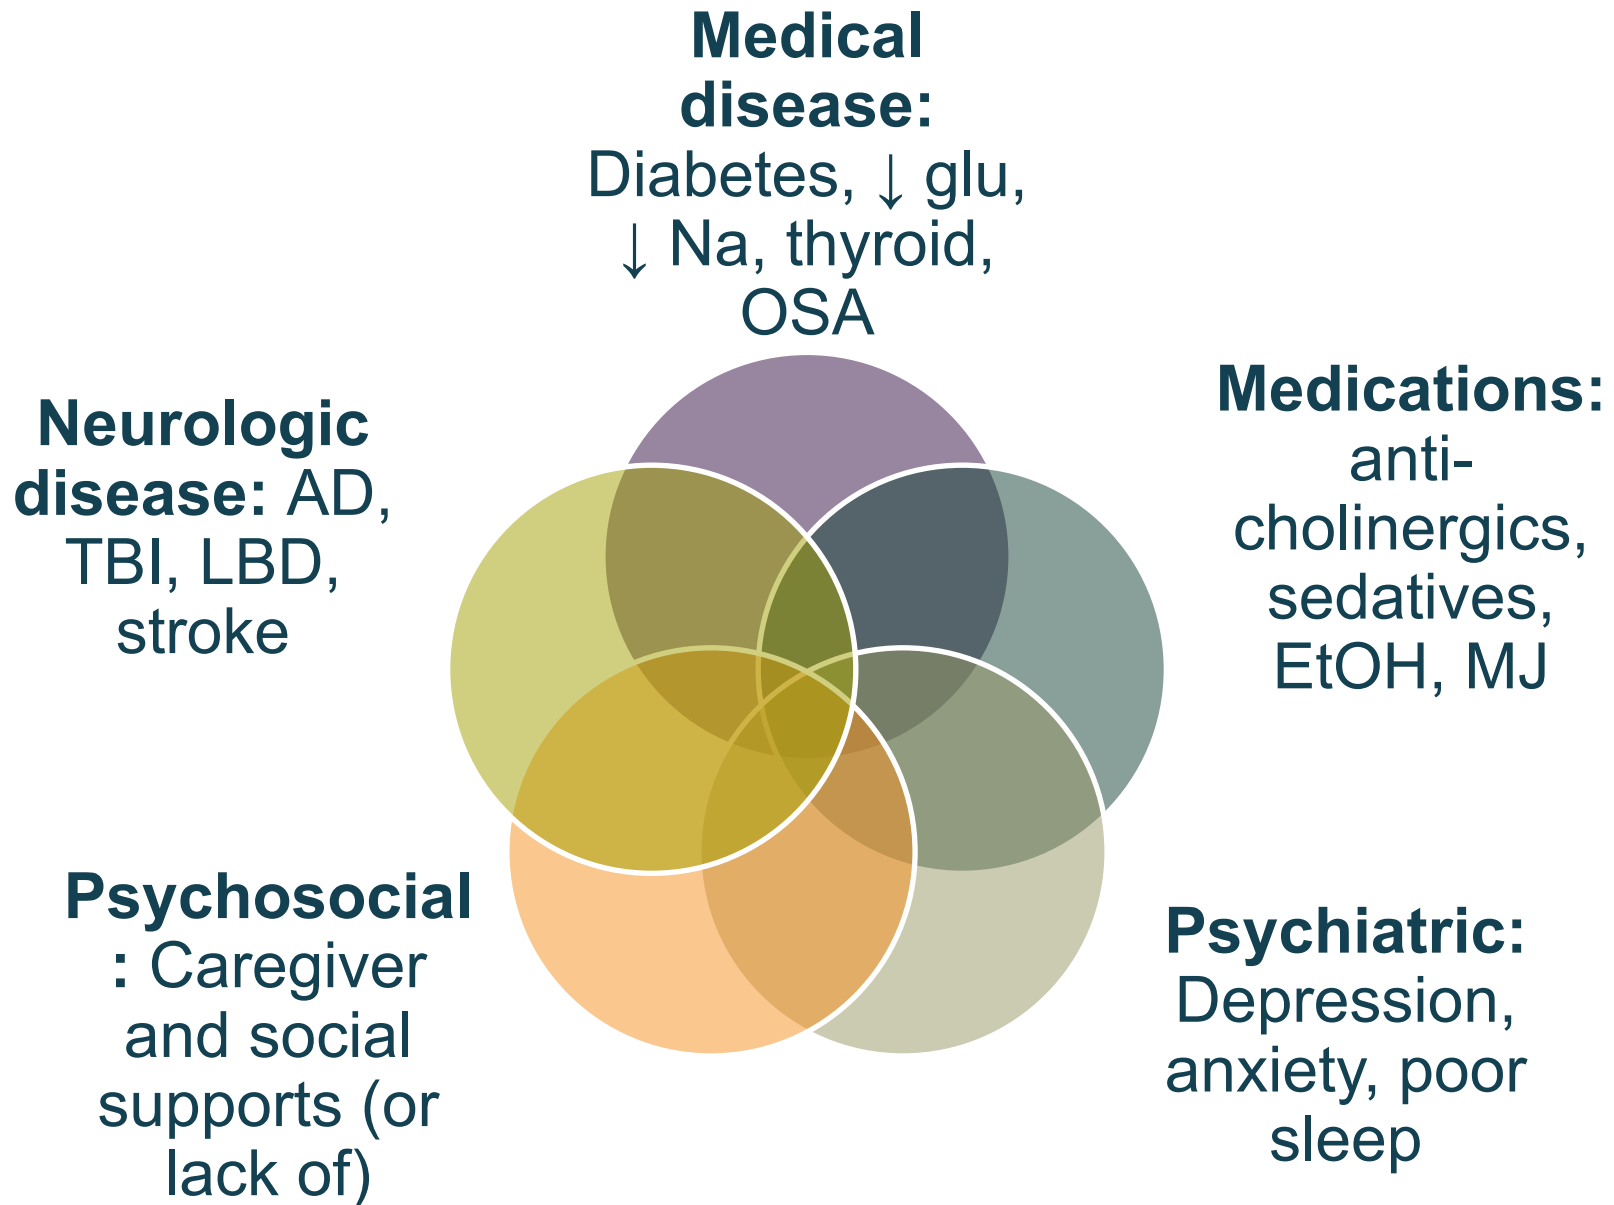 Medical
disease:
Diabetes, ↓ glu,
↓ Na, thyroid,
OSA
Medications:
anti-
cholinergics,
sedatives,
EtOH, MJ
Psychiatric:
Depression,
anxiety, poor
sleep
Psychosocial
: Caregiver
and social
supports (or
lack of)
Neurologic
disease: AD,
TBI, LBD,
stroke